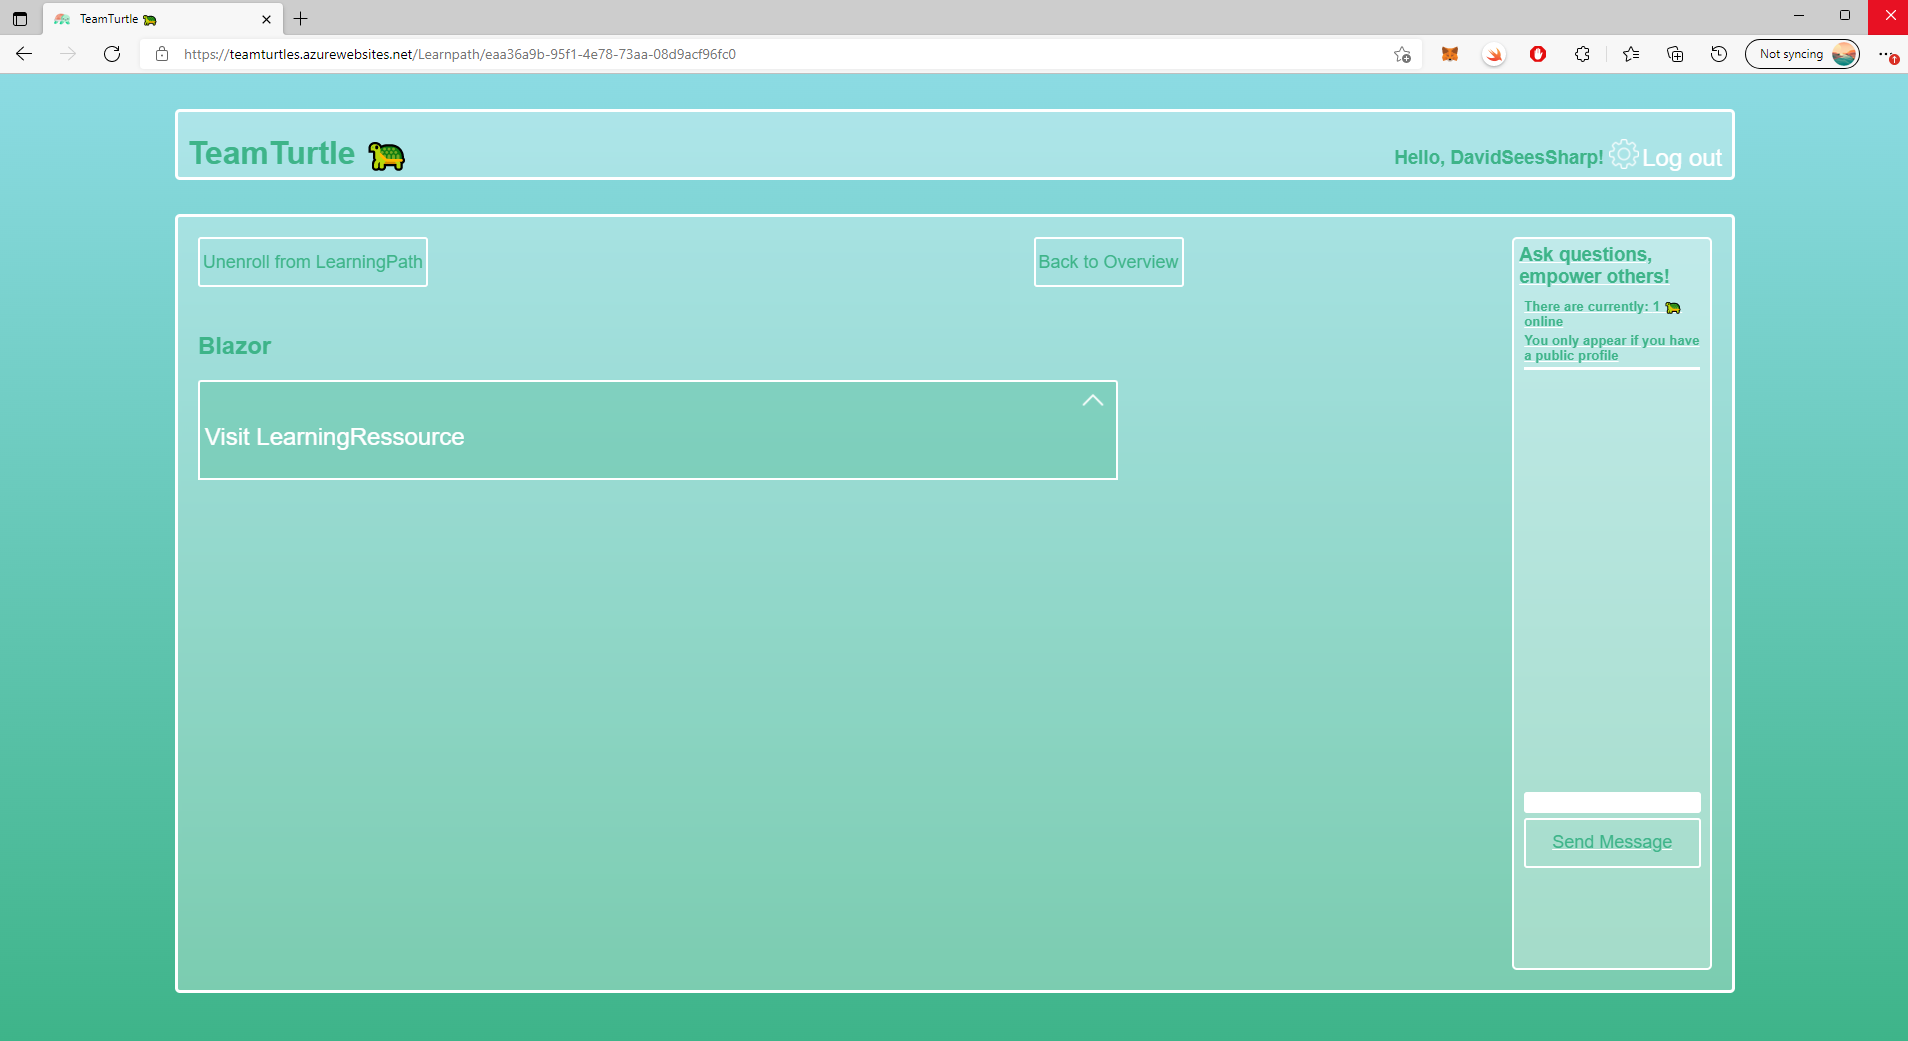 TeamTurtle
https://teamturtles.azurewebsites.net/Learnpath/eaa36a9b-95f1-4e78-73aa-08d9acf96fc0
Not syncing
TeamTurtle
Hello, DavidSeesSharp!
Log out
Unenroll from LearningPath
Back to Overview
Blazor
Visit LearningRessource
Ask questions,
empower others!
There are currently: 1
online
You only appear if you have
a public profile
Send Message